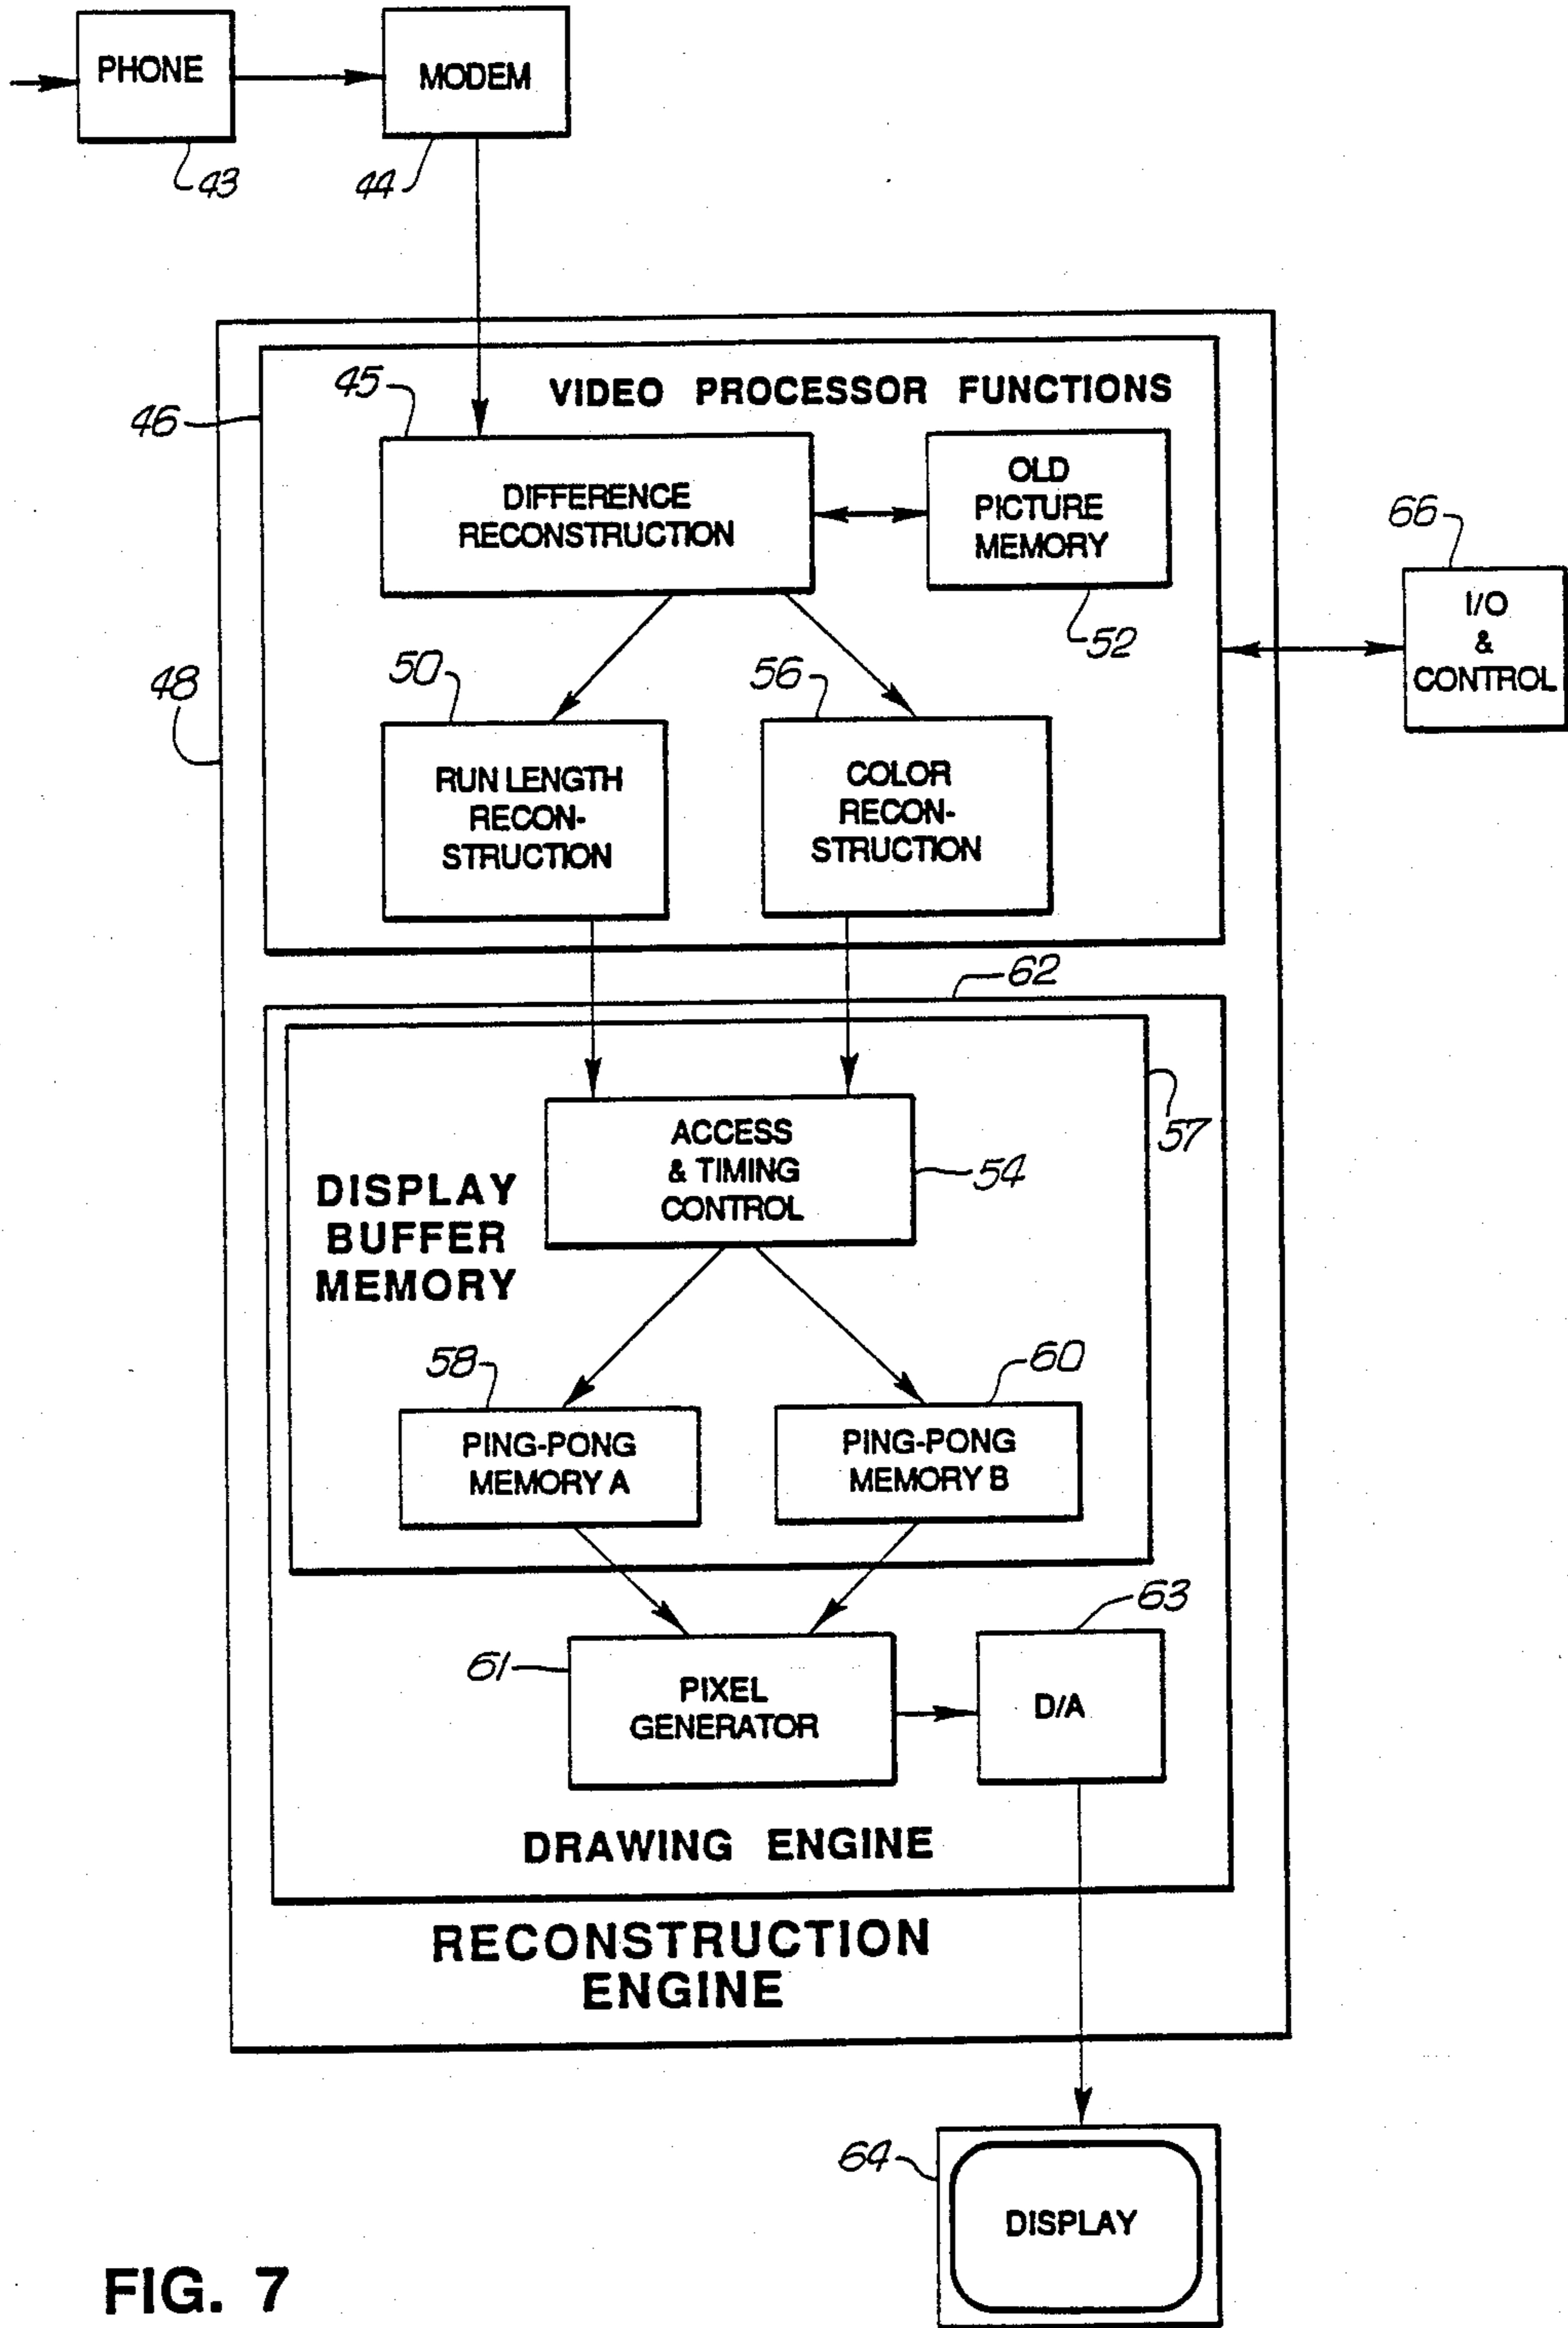 PHONE
MODEM
43
44
45
VIDEO PROCESSOR FUNCTIONS
46
DIFFERENCE
RECONSTRUCTION
OLD
PICTURE
MEMORY
52
66
I/O
&
CONTROL
48
50
56
RUN LENGTH
RECON-
STRUCTION
COLOR
RECON-
STRUCTION
62
57
ACCESS
& TIMING
CONTROL
54
DISPLAY
BUFFER
MEMORY
58
60
PING-PONG
MEMORY A
PING-PONG
MEMORY B
63
61
PIXEL
GENERATOR
D/A
DRAWING ENGINE
RECONSTRUCTION
ENGINE
64
DISPLAY
FIG. 7